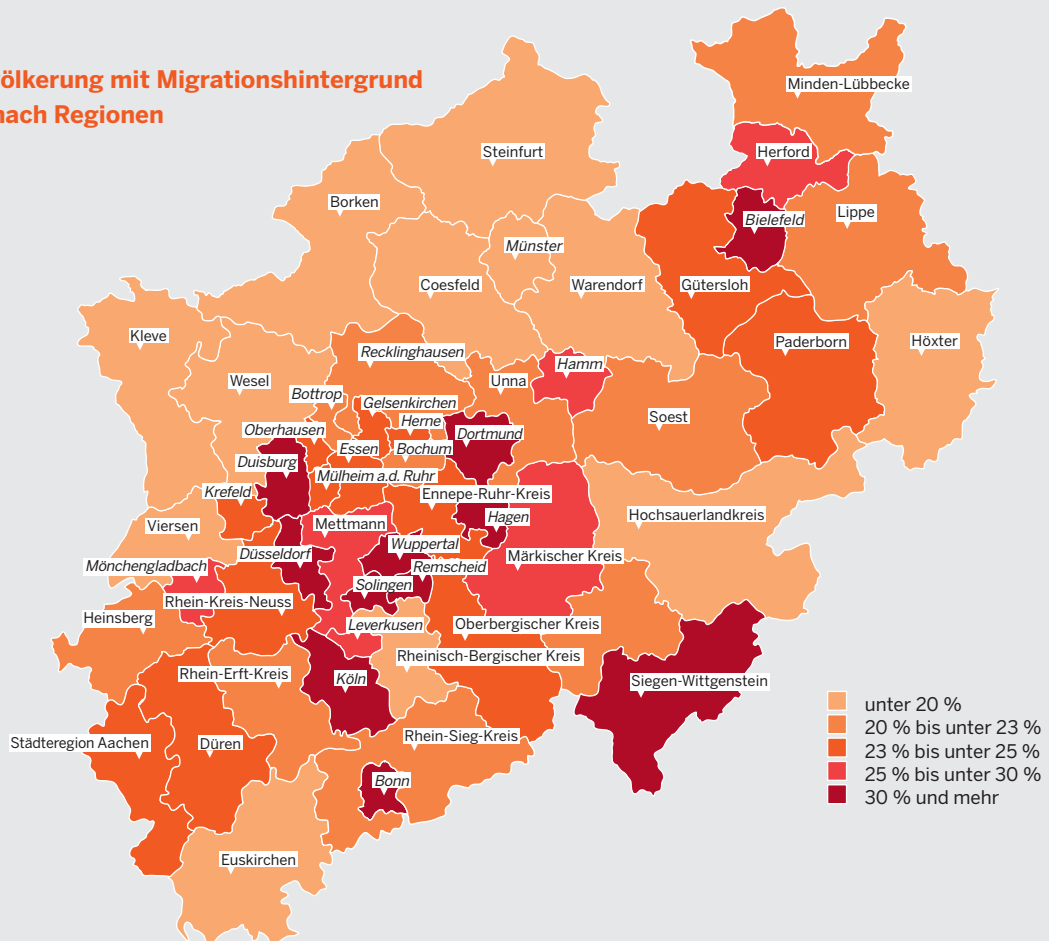 ölkerung mit Migrationshintergrund
nach Regionen
Minden-Lübbecke
Steinfurt
Herford
Borken
Lippe
Bielefeld
Münster
Coesfeld
Warendorf
Gütersloh
Kleve
Paderborn
Höxter
Recklinghausen
Hamm
Wesel
Unna
Bottrop
Gelsenkirchen
Soest
Herne
Oberhausen
Dortmund
Essen
Bochum
Duisburg
Mülheim a.d. Ruhr
Krefeld
Ennepe-Ruhr-Kreis
Hagen
Hochsauerlandkreis
Viersen
Mettmann
Wuppertal
Düsseldorf
Märkischer Kreis
Mönchengladbach
Remscheid
Solingen
Rhein-Kreis-Neuss
Heinsberg
Leverkusen
Oberbergischer Kreis
Rheinisch-Bergischer Kreis
Rhein-Erft-Kreis
Köln
Siegen-Wittgenstein
Rhein-Sieg-Kreis
Städteregion Aachen
Düren
Bonn
Euskirchen
unter 20 %
20 % bis unter 23 %
23 % bis unter 25 %
25 % bis unter 30 %
30 % und mehr